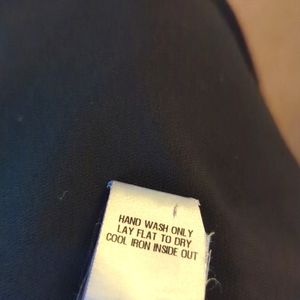 HAND WASH ONLY
LAY FLAT TO DRY
COOL IRON INSIDE OUT